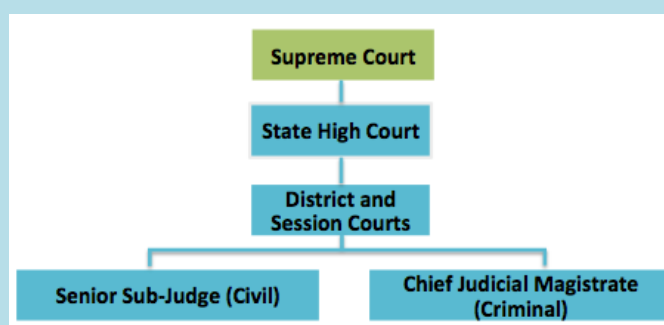 Supreme Court
State High Court
District and
Session Courts
Senior Sub-Judge (Civil)
Chief Judicial Magistrate
(Criminal)